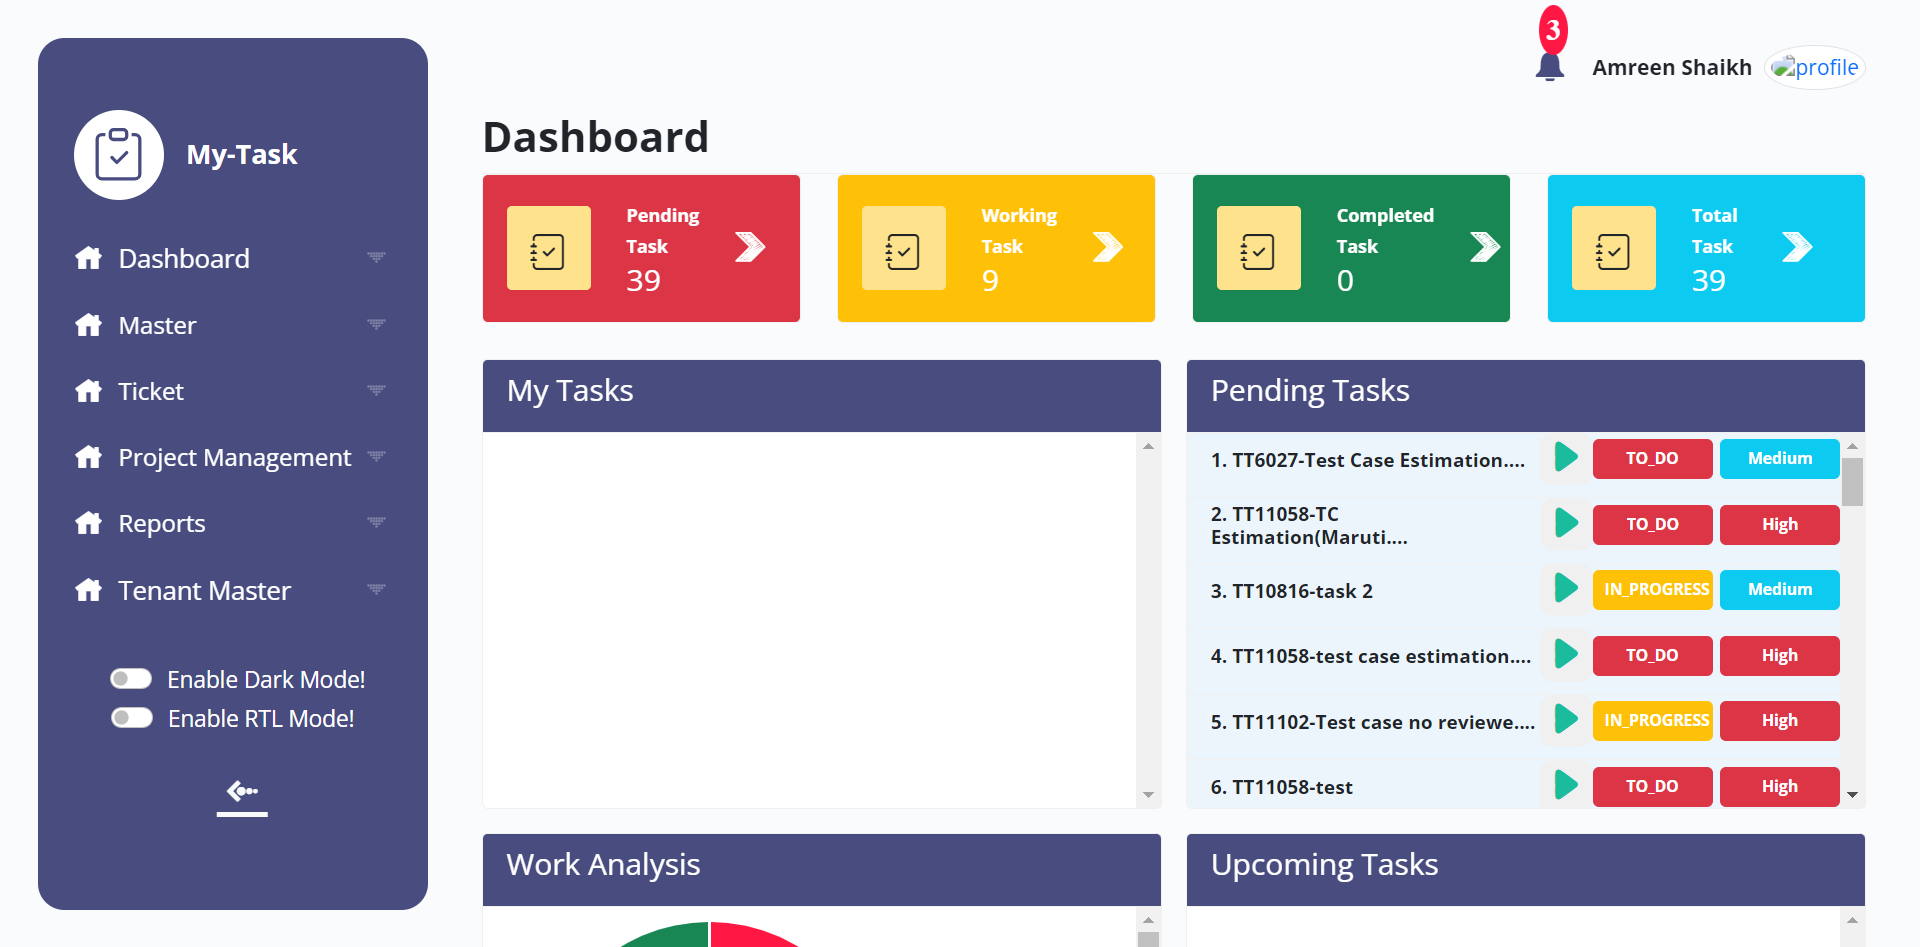 3
Amreen Shaikh
profile
My-Task
Dashboard
Master
Ticket
Project Management
Reports
Tenant Master
Enable Dark Mode!
Enable RTL Mode!
Dashboard
Pending
Task
39
Working
Task
9
Completed
Task
0
Total
Task
39
My Tasks
Pending Tasks
1. TT6027-Test Case Estimation.... TO_DO Medium
2. TT11058-TC
Estimation(Maruti.... TO_DO High
3. TT10816-task 2 IN_PROGRESS Medium
4. TT11058-test case estimation.... TO_DO High
5. TT11102-Test case no reviewe.... IN_PROGRESS High
6. TT11058-test TO_DO High
Work Analysis
Upcoming Tasks